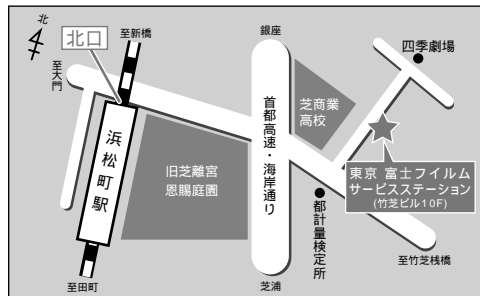 北
北口
至新橋
至大門
銀座
四季劇場
芝商業
高校
首都高速・海岸通り
浜松町駅
旧芝離宮
恩賜庭園
東京 富士フイルム
サービスステーション
(竹芝ビル10F)
都計量検定所
至竹芝桟橋
至田町
芝浦